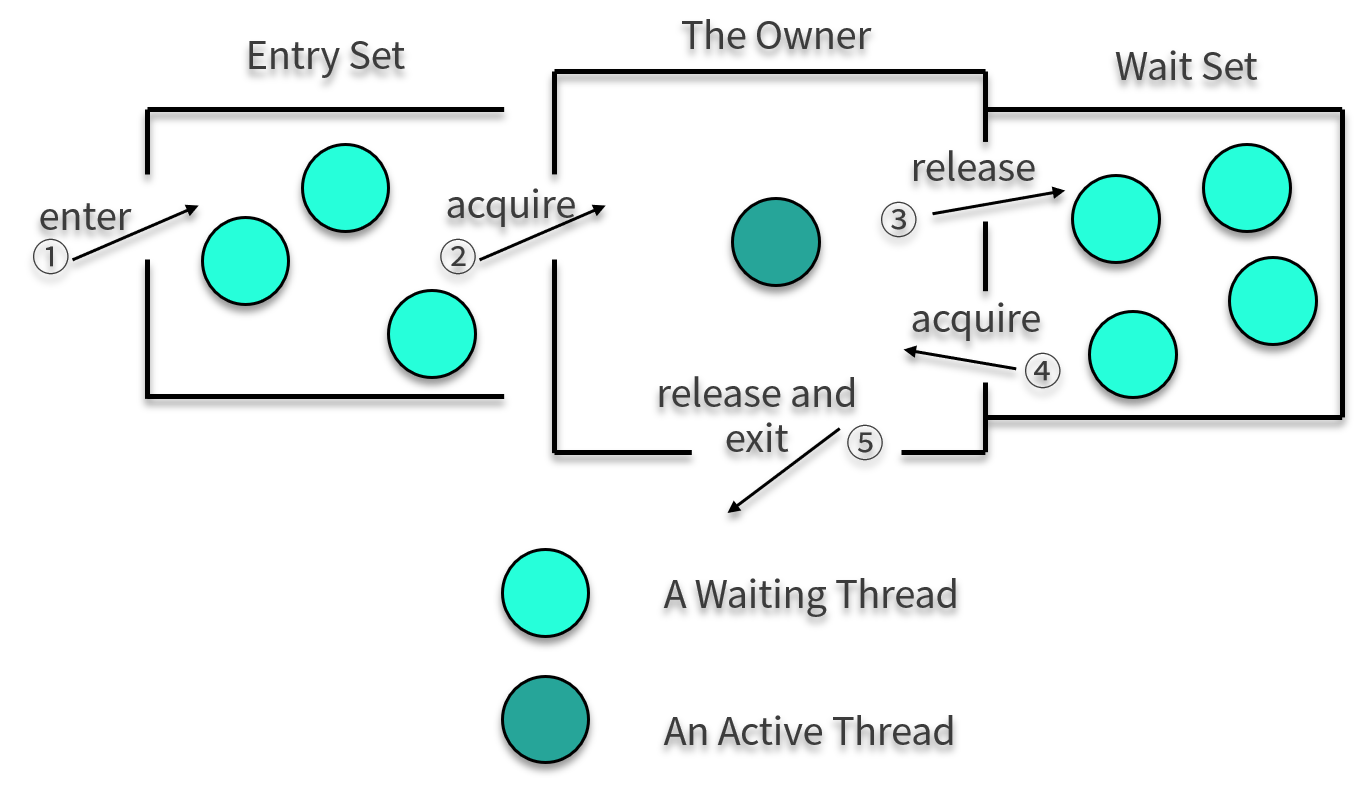 Entry Set
The Owner
Wait Set
enter
①
acquire
②
release
③
acquire
④
release and
exit
⑤
A Waiting Thread
An Active Thread